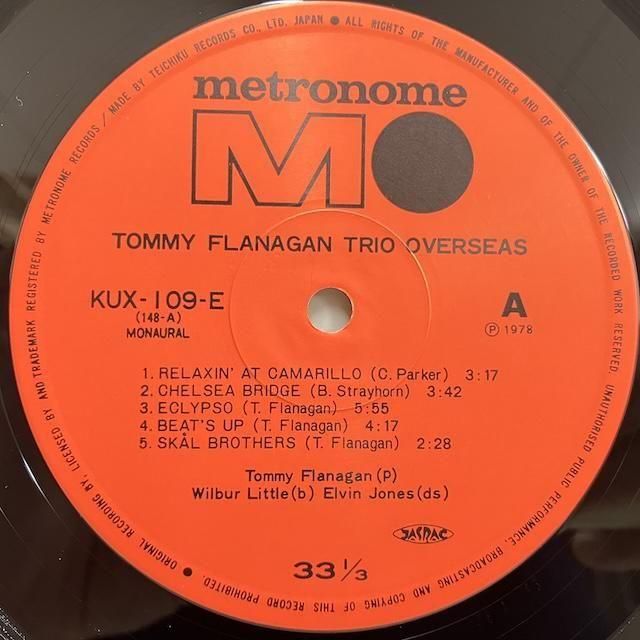 metronome
MO
TOMMY FLANAGAN TRIO OVERSEAS
KUX-109-E
(148-A)
MONAURAL
A
Ⓟ 1978
1. RELAXIN' AT CAMARILLO (C. Parker) 3:17
2. CHELSEA BRIDGE (B. Strayhorn) 3:42
3. ECLYPSO (T. Flanagan) 5:55
4. BEAT'S UP (T. Flanagan) 4:17
5. SKÅL BROTHERS (T. Flanagan) 2:28
Tommy Flanagan(p)
Wilbur Little(b) Elvin Jones(ds)
JASRAC
33 1/3
● ORIGINAL RECORDING BY, LICENSED BY AND TRADEMARK REGISTERED BY METRONOME RECORDS / MADE BY TEICHIKU RECORDS CO., LTD, JAPAN ● ALL RIGHTS OF THE MANUFACTURER AND OF THE OWNER OF THE RECORDED WORK RESERVED. UNAUTHORISED PUBLIC PERFORMANCE, BROADCASTING AND COPYING OF THIS RECORD PROHIBITED.